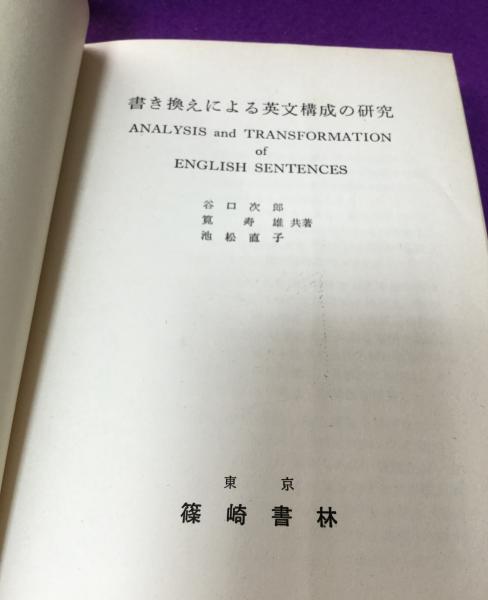 書き換えによる英文構成の研究
ANALYSIS and TRANSFORMATION
of
ENGLISH SENTENCES
谷口次郎
筧寿雄 共著
池松直子
東京
篠崎書林